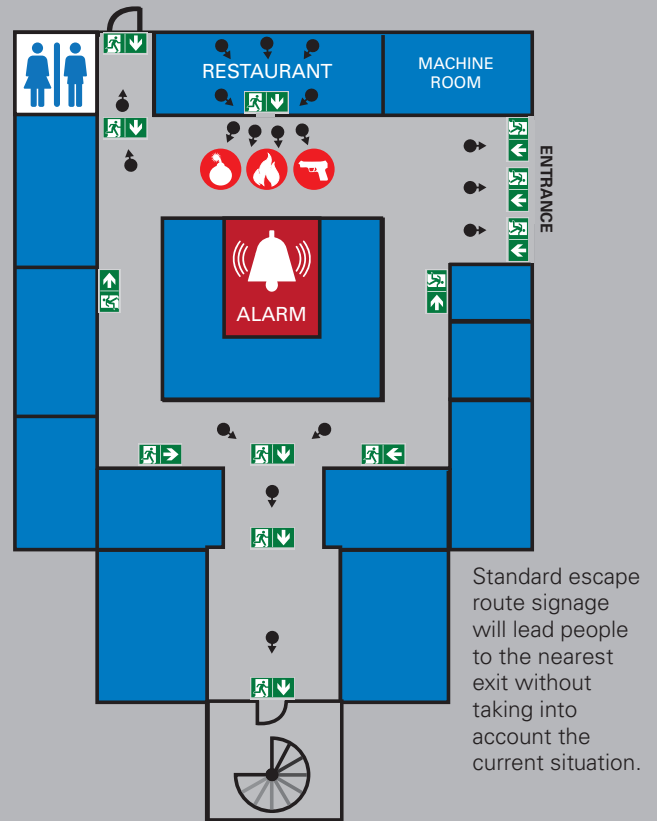 RESTAURANT
MACHINE
ROOM
ENTRANCE
ALARM
Standard escape
route signage
will lead people
to the nearest
exit without
taking into
account the
current situation.